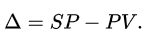 Δ = SP − PV.